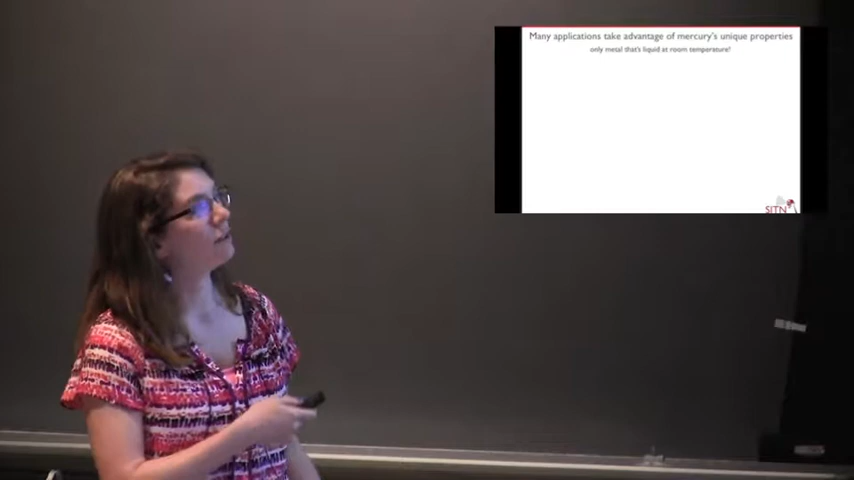 Many applications take advantage of mercury's unique properties
only metal that's liquid at room temperature!
SITN